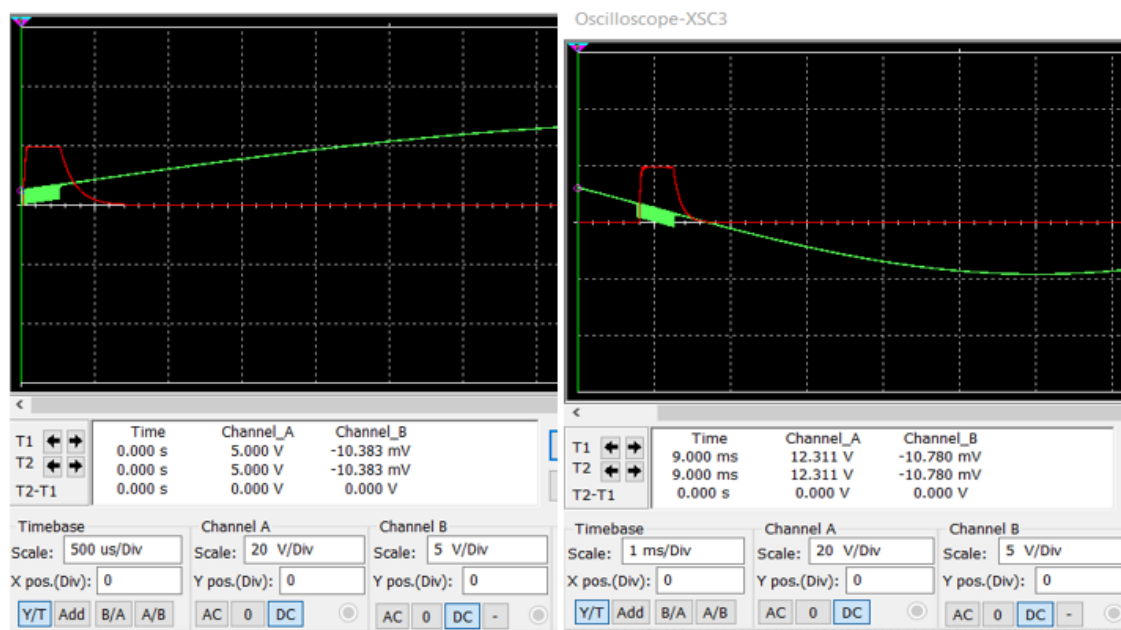 Oscilloscope-XSC3
<
T1
T2
T2-T1
Time Channel_A Channel_B
0.000 s 5.000 V -10.383 mV
0.000 s 5.000 V -10.383 mV
0.000 s 0.000 V 0.000 V
Timebase
Scale: 500 us/Div
X pos.(Div): 0
Y/T Add B/A A/B
Channel A
Scale: 20 V/Div
Y pos.(Div): 0
AC 0 DC
Channel B
Scale: 5 V/Div
Y pos.(Div): 0
AC 0 DC -
<
T1
T2
T2-T1
Time Channel_A Channel_B
9.000 ms 12.311 V -10.780 mV
9.000 ms 12.311 V -10.780 mV
0.000 s 0.000 V 0.000 V
Timebase
Scale: 1 ms/Div
X pos.(Div): 0
Y/T Add B/A A/B
Channel A
Scale: 20 V/Div
Y pos.(Div): 0
AC 0 DC
Channel B
Scale: 5 V/Div
Y pos.(Div): 0
AC 0 DC -